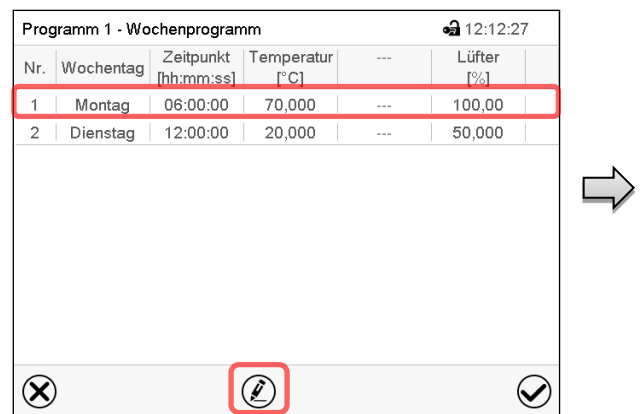 Programm 1 - Wochenprogramm 12:12:27
Nr. Wochentag Zeitpunkt [hh:mm:ss] Temperatur [°C] --- Lüfter [%]
1 Montag 06:00:00 70,000 --- 100,00
2 Dienstag 12:00:00 20,000 --- 50,000